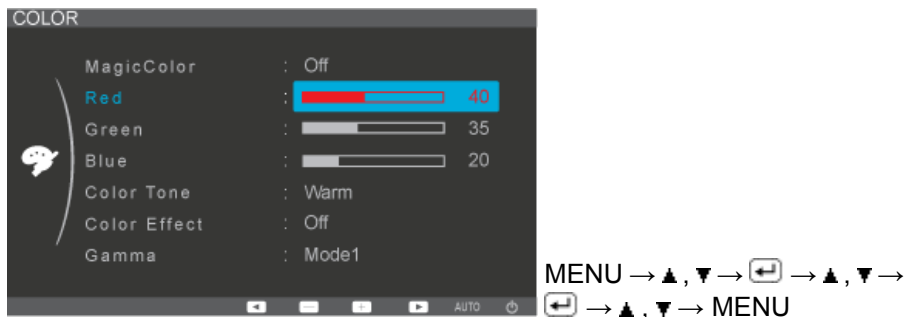 COLOR
MagicColor : Off
Red : 40
Green : 35
Blue : 20
Color Tone : Warm
Color Effect : Off
Gamma : Mode1
AUTO
MENU → ▲ , ▼ → ↵ → ▲ , ▼ →
↵ → ▲ , ▼ → MENU